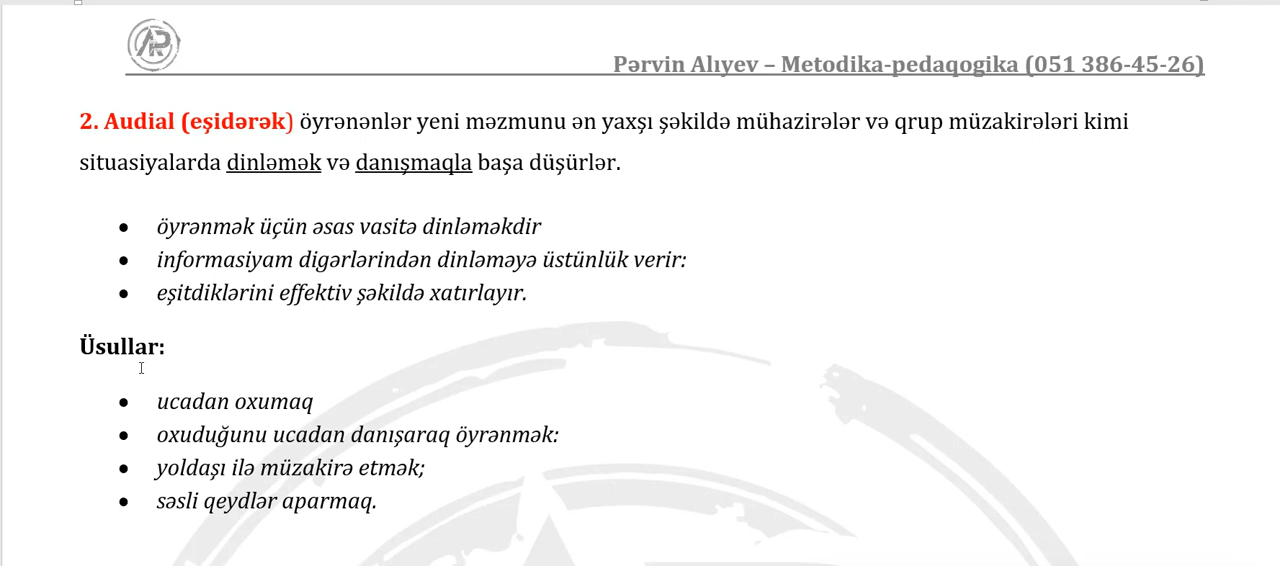 Pərvin Alıyev – Metodika-pedaqogika (051 386-45-26)
2. Audial (eşidərək) öyrənənlər yeni məzmunu ən yaxşı şəkildə mühazirələr və qrup müzakirələri kimi
situasiyalarda dinləmək və danışmaqla başa düşürlər.
• öyrənmək üçün əsas vasitə dinləməkdir
• informasiyam digərlərindən dinləməyə üstünlük verir:
• eşitdiklərini effektiv şəkildə xatırlayır.
Üsullar:
• ucadan oxumaq
• oxuduğunu ucadan danışaraq öyrənmək:
• yoldaşı ilə müzakirə etmək;
• səsli qeydlər aparmaq.